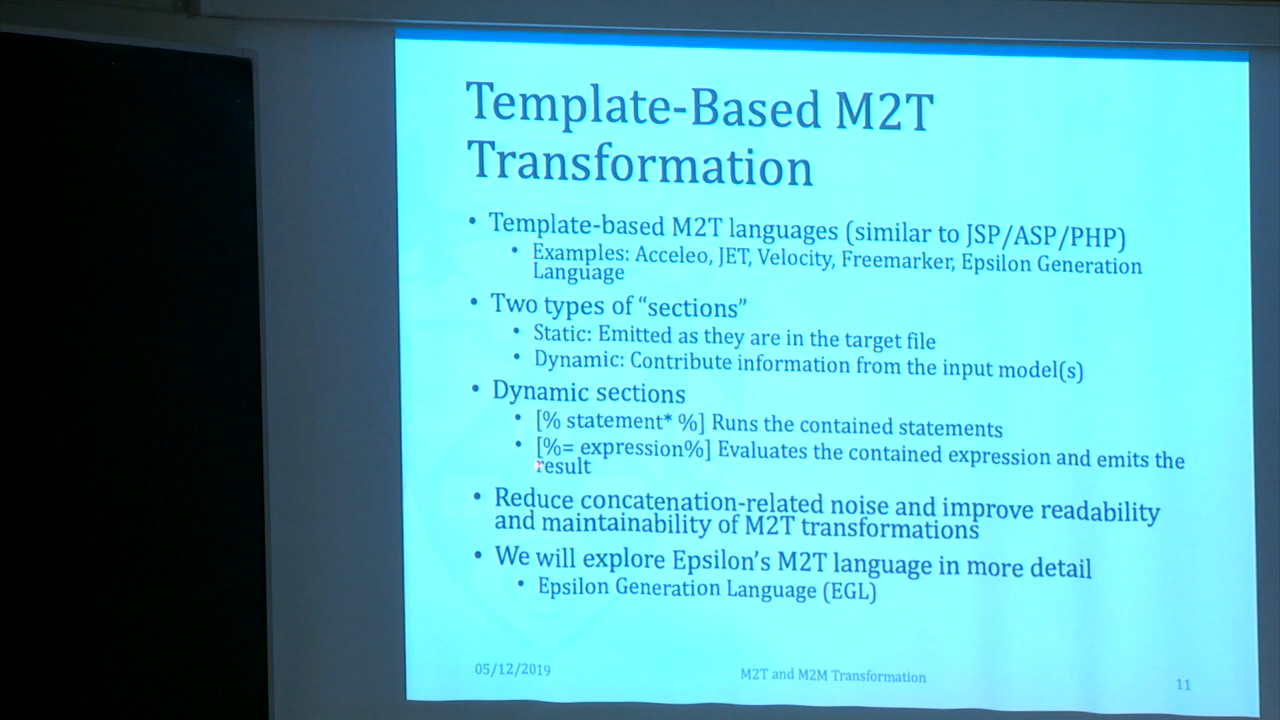 Template-Based M2T
Transformation
• Template-based M2T languages (similar to JSP/ASP/PHP)
• Examples: Acceleo, JET, Velocity, Freemarker, Epsilon Generation
Language
• Two types of “sections”
• Static: Emitted as they are in the target file
• Dynamic: Contribute information from the input model(s)
• Dynamic sections
• [% statement* %] Runs the contained statements
• [%= expression%] Evaluates the contained expression and emits the
result
• Reduce concatenation-related noise and improve readability
and maintainability of M2T transformations
• We will explore Epsilon’s M2T language in more detail
• Epsilon Generation Language (EGL)
05/12/2019 M2T and M2M Transformation 11